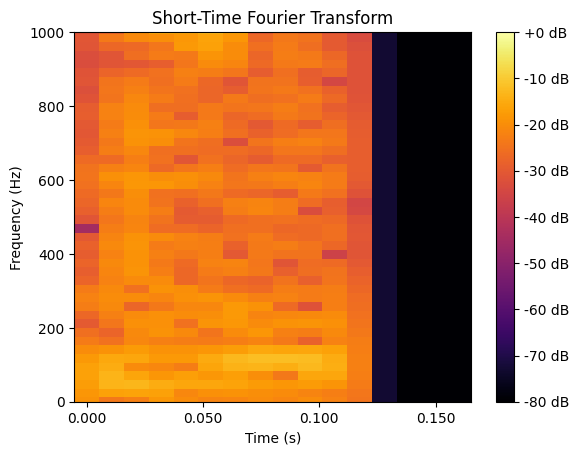 Short-Time Fourier Transform
1000
800
600
400
200
0
Frequency (Hz)
0.000
0.050
0.100
0.150
Time (s)
+0 dB
-10 dB
-20 dB
-30 dB
-40 dB
-50 dB
-60 dB
-70 dB
-80 dB